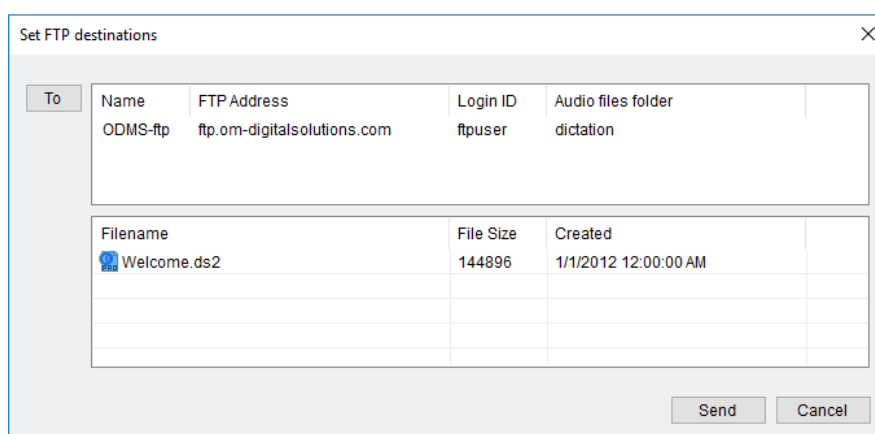 Set FTP destinations
To
Name FTP Address Login ID Audio files folder
ODMS-ftp ftp.om-digitalsolutions.com ftpuser dictation
Filename File Size Created
PRO Welcome.ds2 144896 1/1/2012 12:00:00 AM
Send Cancel